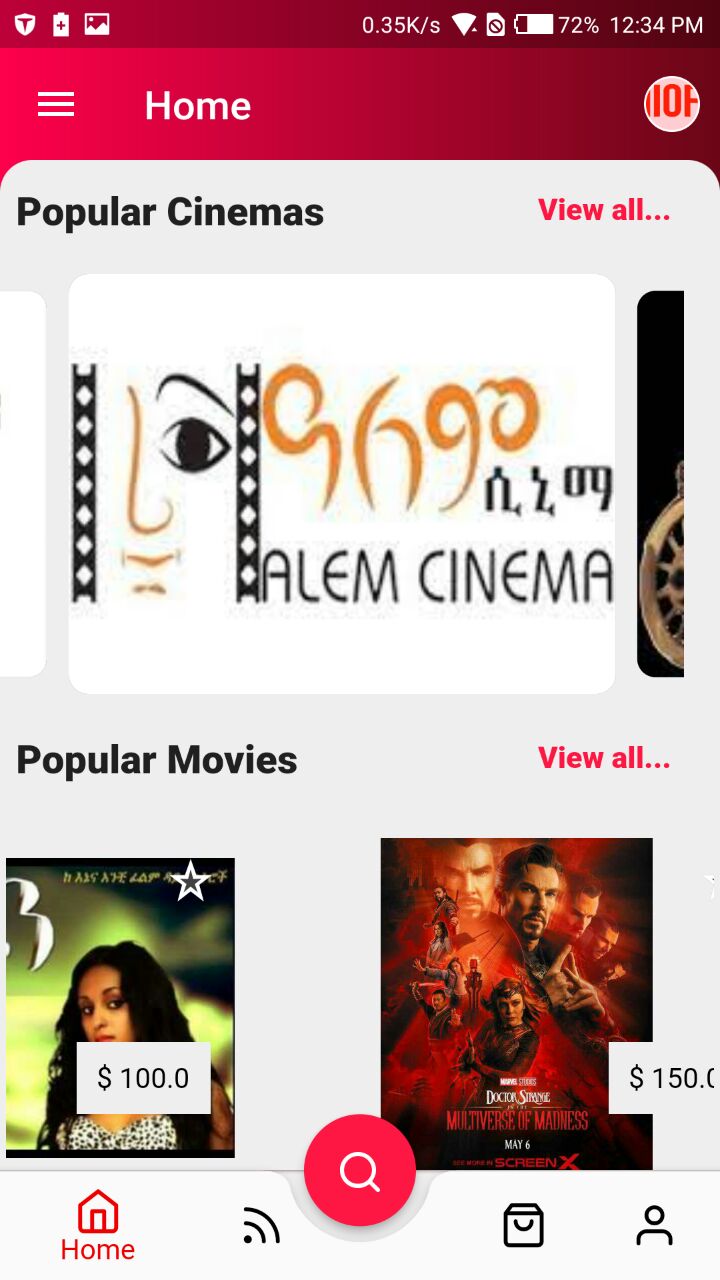 0.35K/s 72% 12:34 PM
Home
Popular Cinemas View all...
ዓለም
ሲኒማ
ALEM CINEMA
Popular Movies View all...
$ 100.0
MARVEL STUDIOS
DOCTOR STRANGE
IN THE
MULTIVERSE OF MADNESS
MAY 6
SEE MORE IN SCREENX
$ 150.0
Home